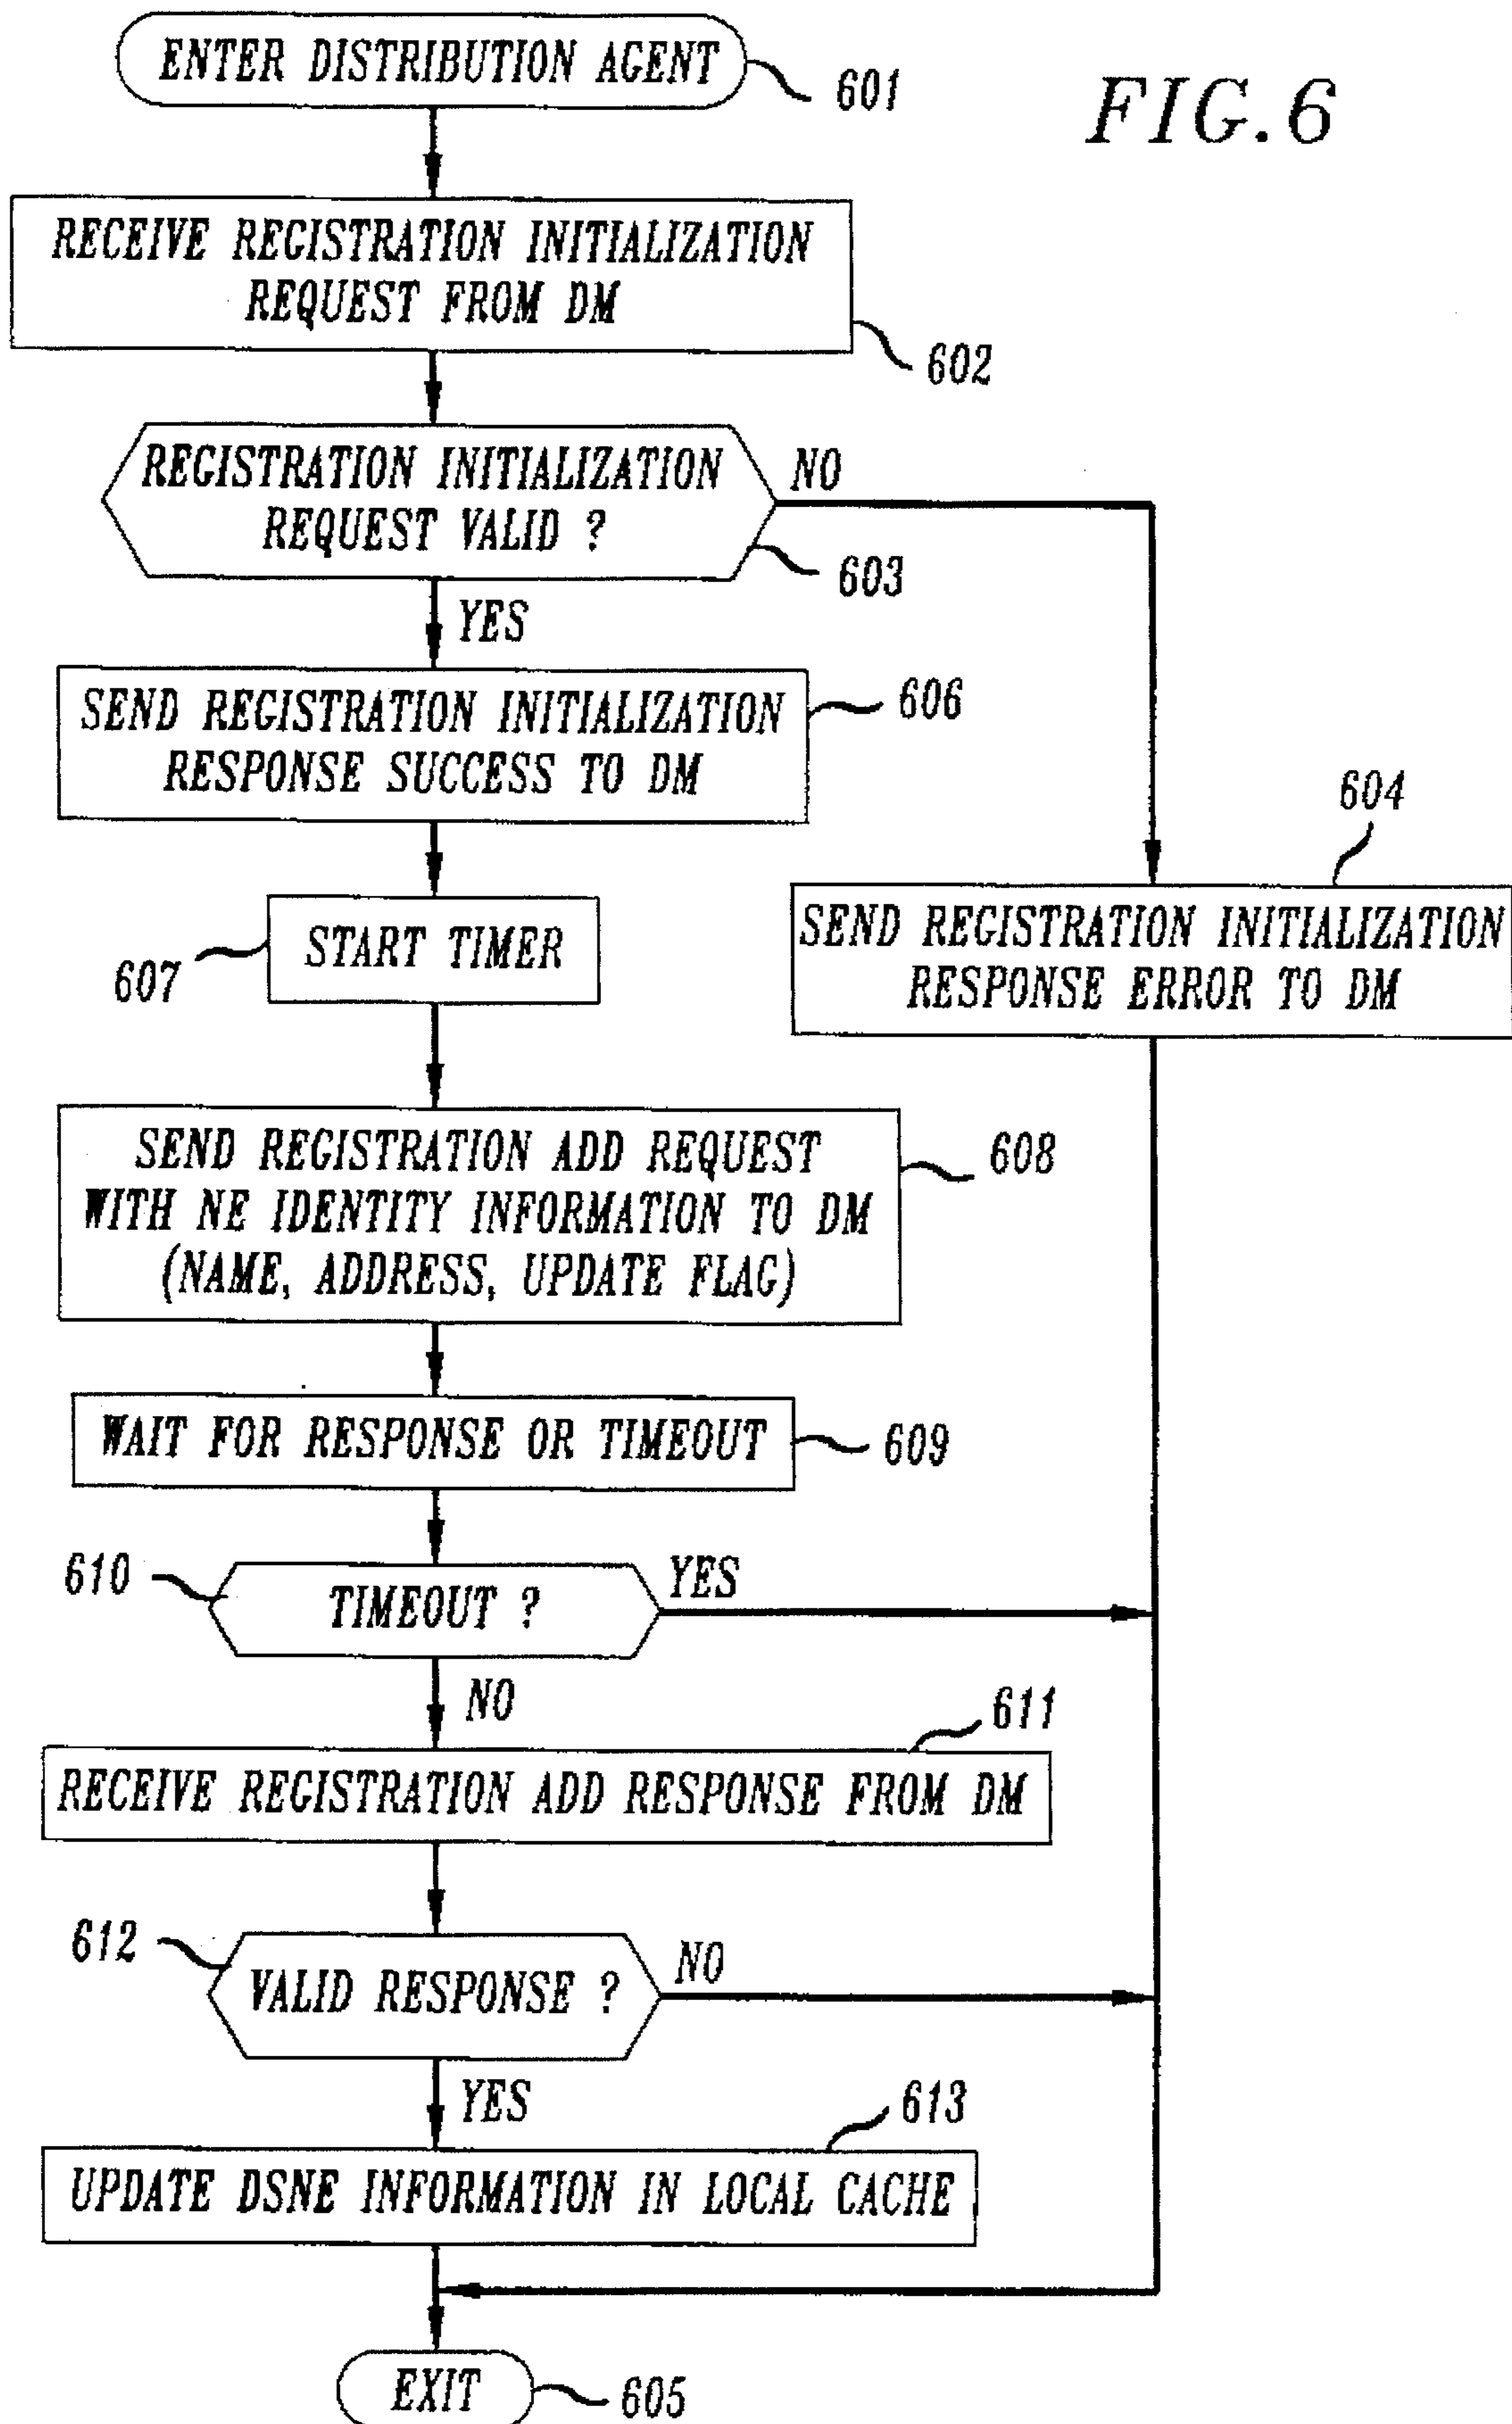 ENTER DISTRIBUTION AGENT
601
FIG. 6
RECEIVE REGISTRATION INITIALIZATION
REQUEST FROM DM
602
REGISTRATION INITIALIZATION
REQUEST VALID ?
NO
603
YES
SEND REGISTRATION INITIALIZATION
RESPONSE SUCCESS TO DM
606
604
START TIMER
607
SEND REGISTRATION INITIALIZATION
RESPONSE ERROR TO DM
SEND REGISTRATION ADD REQUEST
WITH NE IDENTITY INFORMATION TO DM
(NAME, ADDRESS, UPDATE FLAG)
608
WAIT FOR RESPONSE OR TIMEOUT
609
610
TIMEOUT ?
YES
NO
611
RECEIVE REGISTRATION ADD RESPONSE FROM DM
612
VALID RESPONSE ?
NO
YES
613
UPDATE DSNE INFORMATION IN LOCAL CACHE
EXIT
605